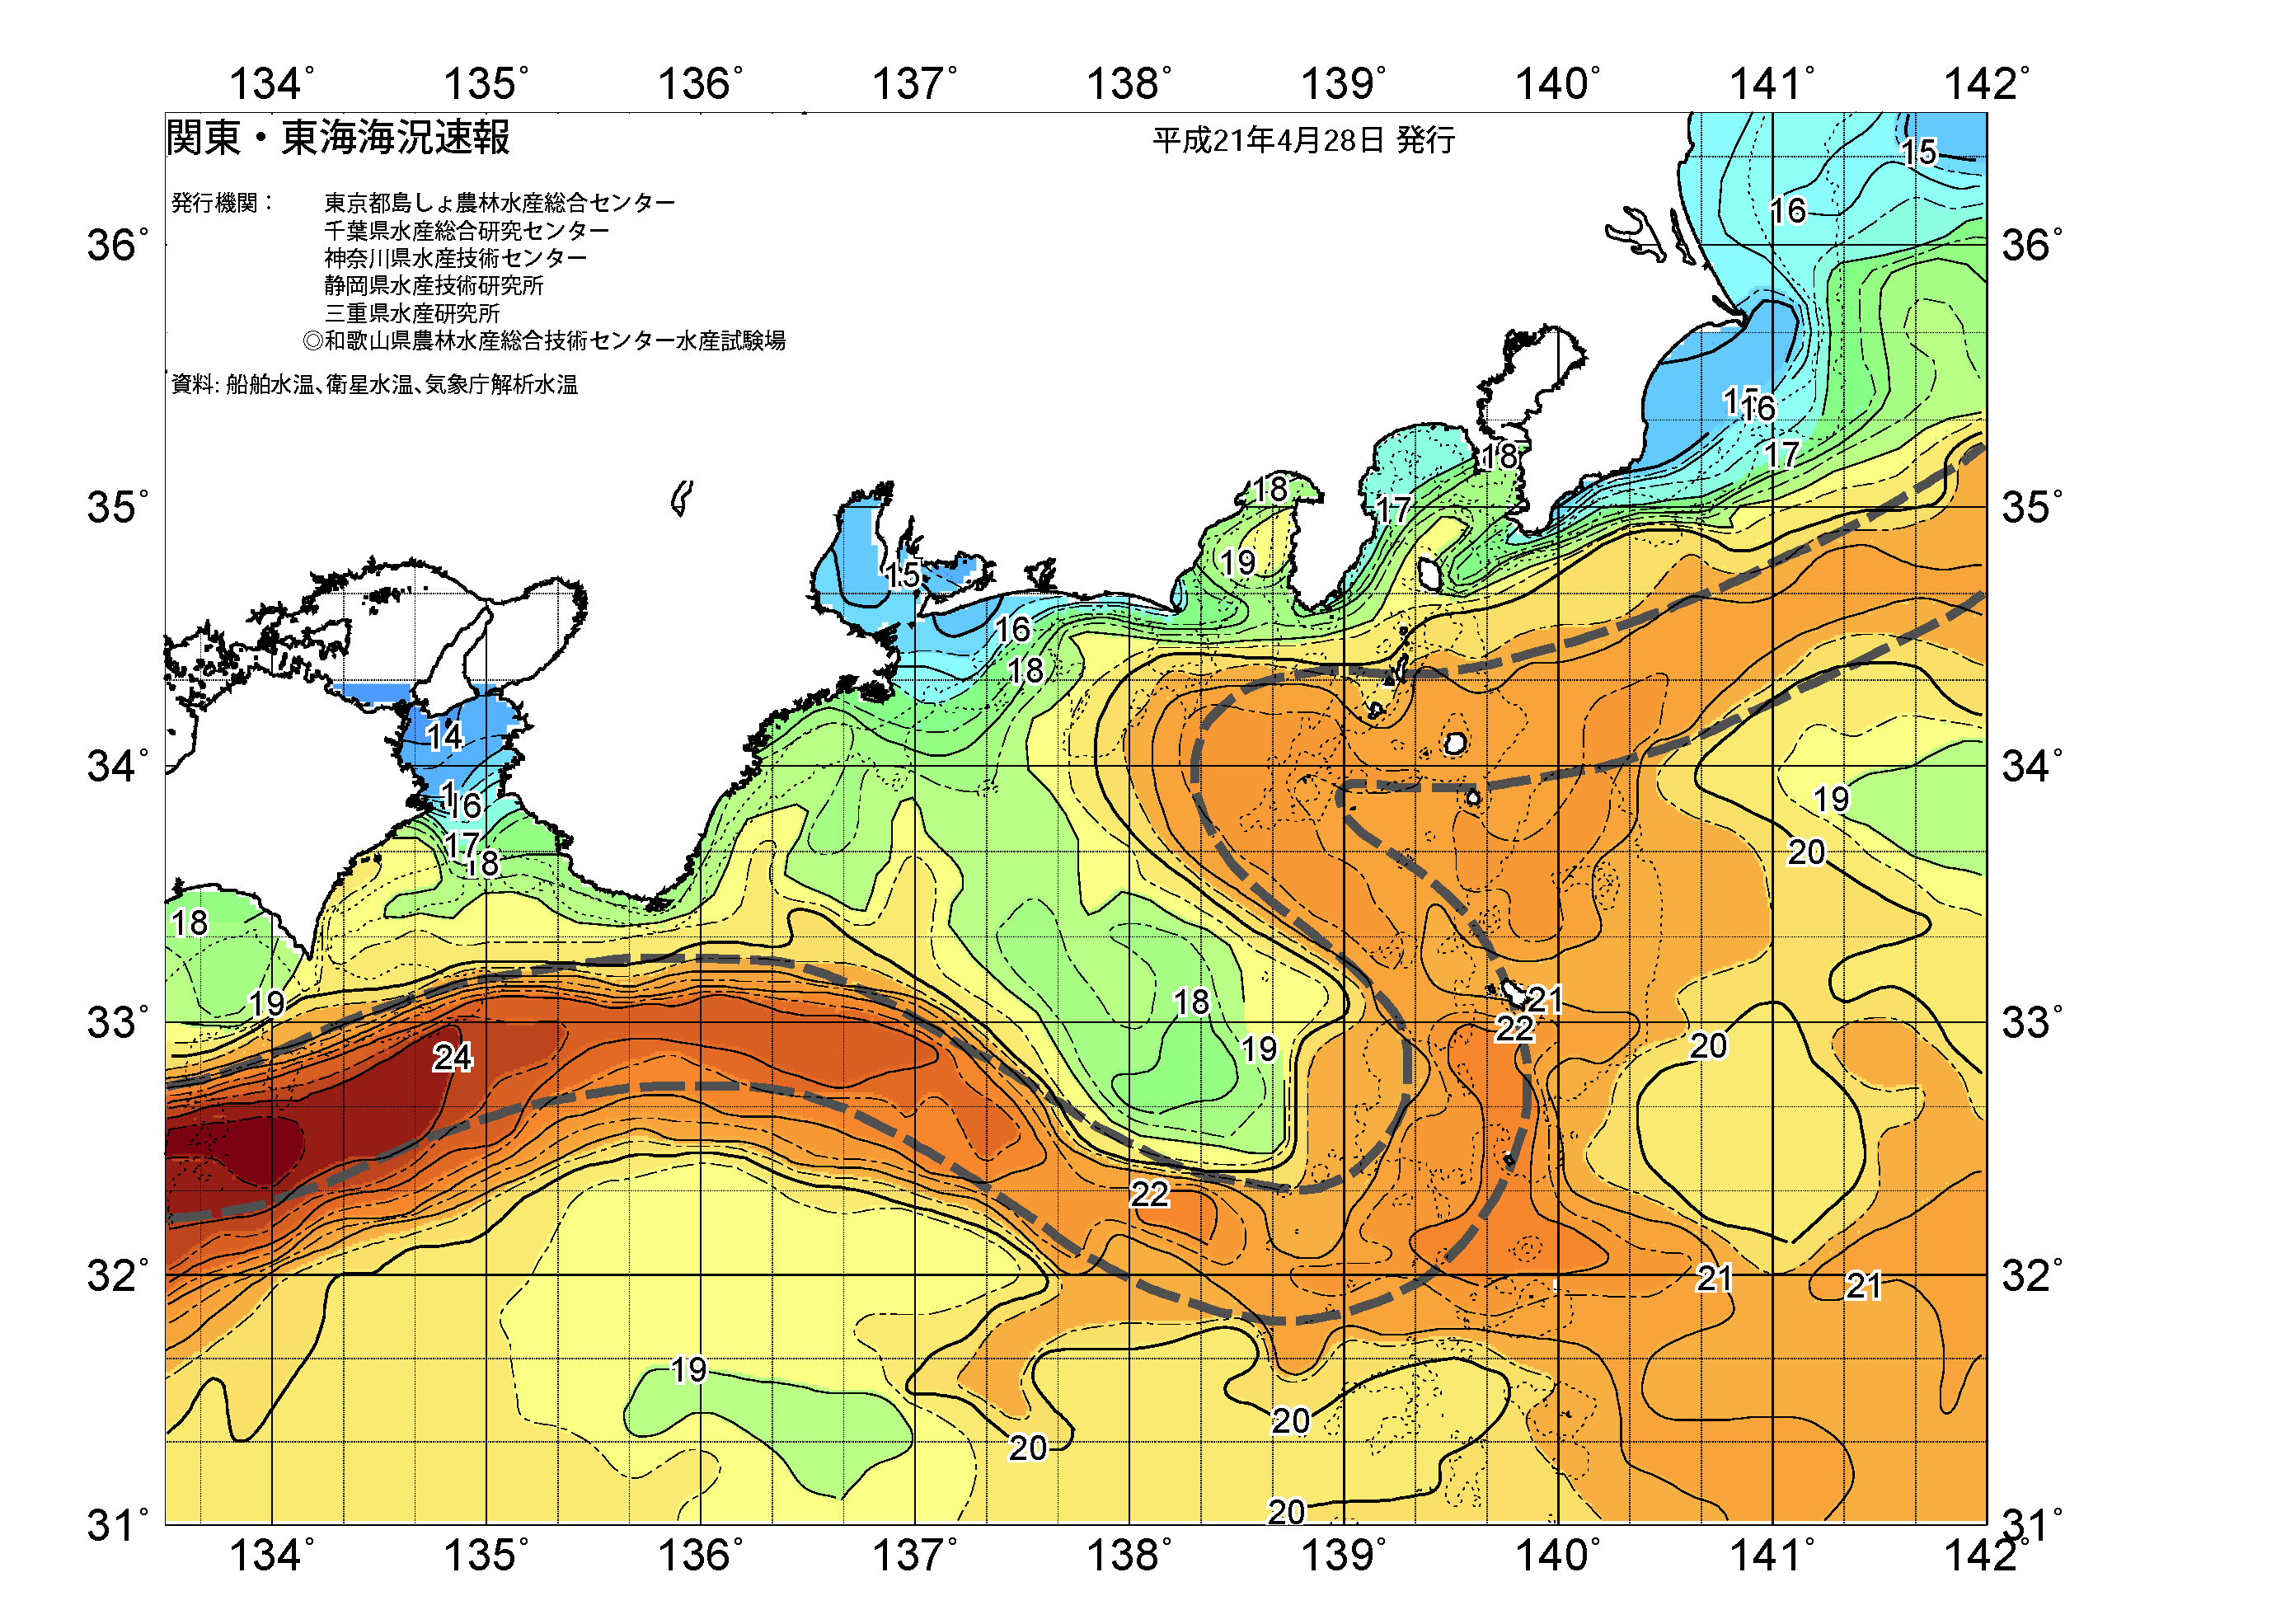 134° 135° 136° 137° 138° 139° 140° 141° 142°
関東・東海海況速報
平成21年4月28日 発行
発行機関： 東京都島しょ農林水産総合センター
千葉県水産総合研究センター
神奈川県水産技術センター
静岡県水産技術研究所
三重県水産研究所
◎和歌山県農林水産総合技術センター水産試験場
資料: 船舶水温、衛星水温、気象庁解析水温
15
16
36° 36°
15
16
17
18
18
35° 17 35°
19
15
16
18
14
34° 34°
16
19
17
20
18
18
19
18
21
33° 33°
22
24
19
20
22
32° 21 21 32°
19
20
20
20
31° 31°
134° 135° 136° 137° 138° 139° 140° 141° 142°